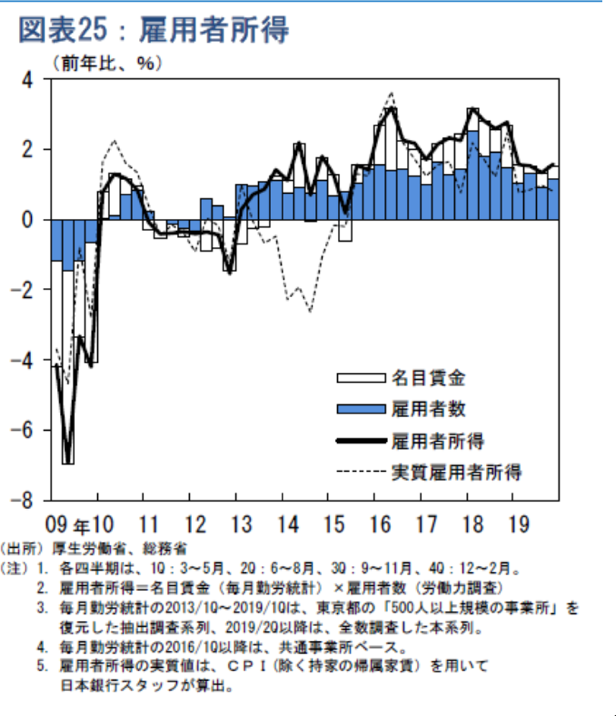 図表25：雇用者所得
（前年比、％）
4
2
0
-2
-4
-6
-8
名目賃金
雇用者数
雇用者所得
実質雇用者所得
09 年 10 11 12 13 14 15 16 17 18 19
（出所）厚生労働省、総務省
（注）1. 各四半期は、1Q：3～5月、2Q：6～8月、3Q：9～11月、4Q：12～2月。
2. 雇用者所得＝名目賃金（毎月勤労統計）×雇用者数（労働力調査）
3. 毎月勤労統計の2013/1Q～2019/1Qは、東京都の「500人以上規模の事業所」を
復元した抽出調査系列、2019/2Q以降は、全数調査した本系列。
4. 毎月勤労統計の2016/1Q以降は、共通事業所ベース。
5. 雇用者所得の実質値は、ＣＰＩ（除く持家の帰属家賃）を用いて
日本銀行スタッフが算出。